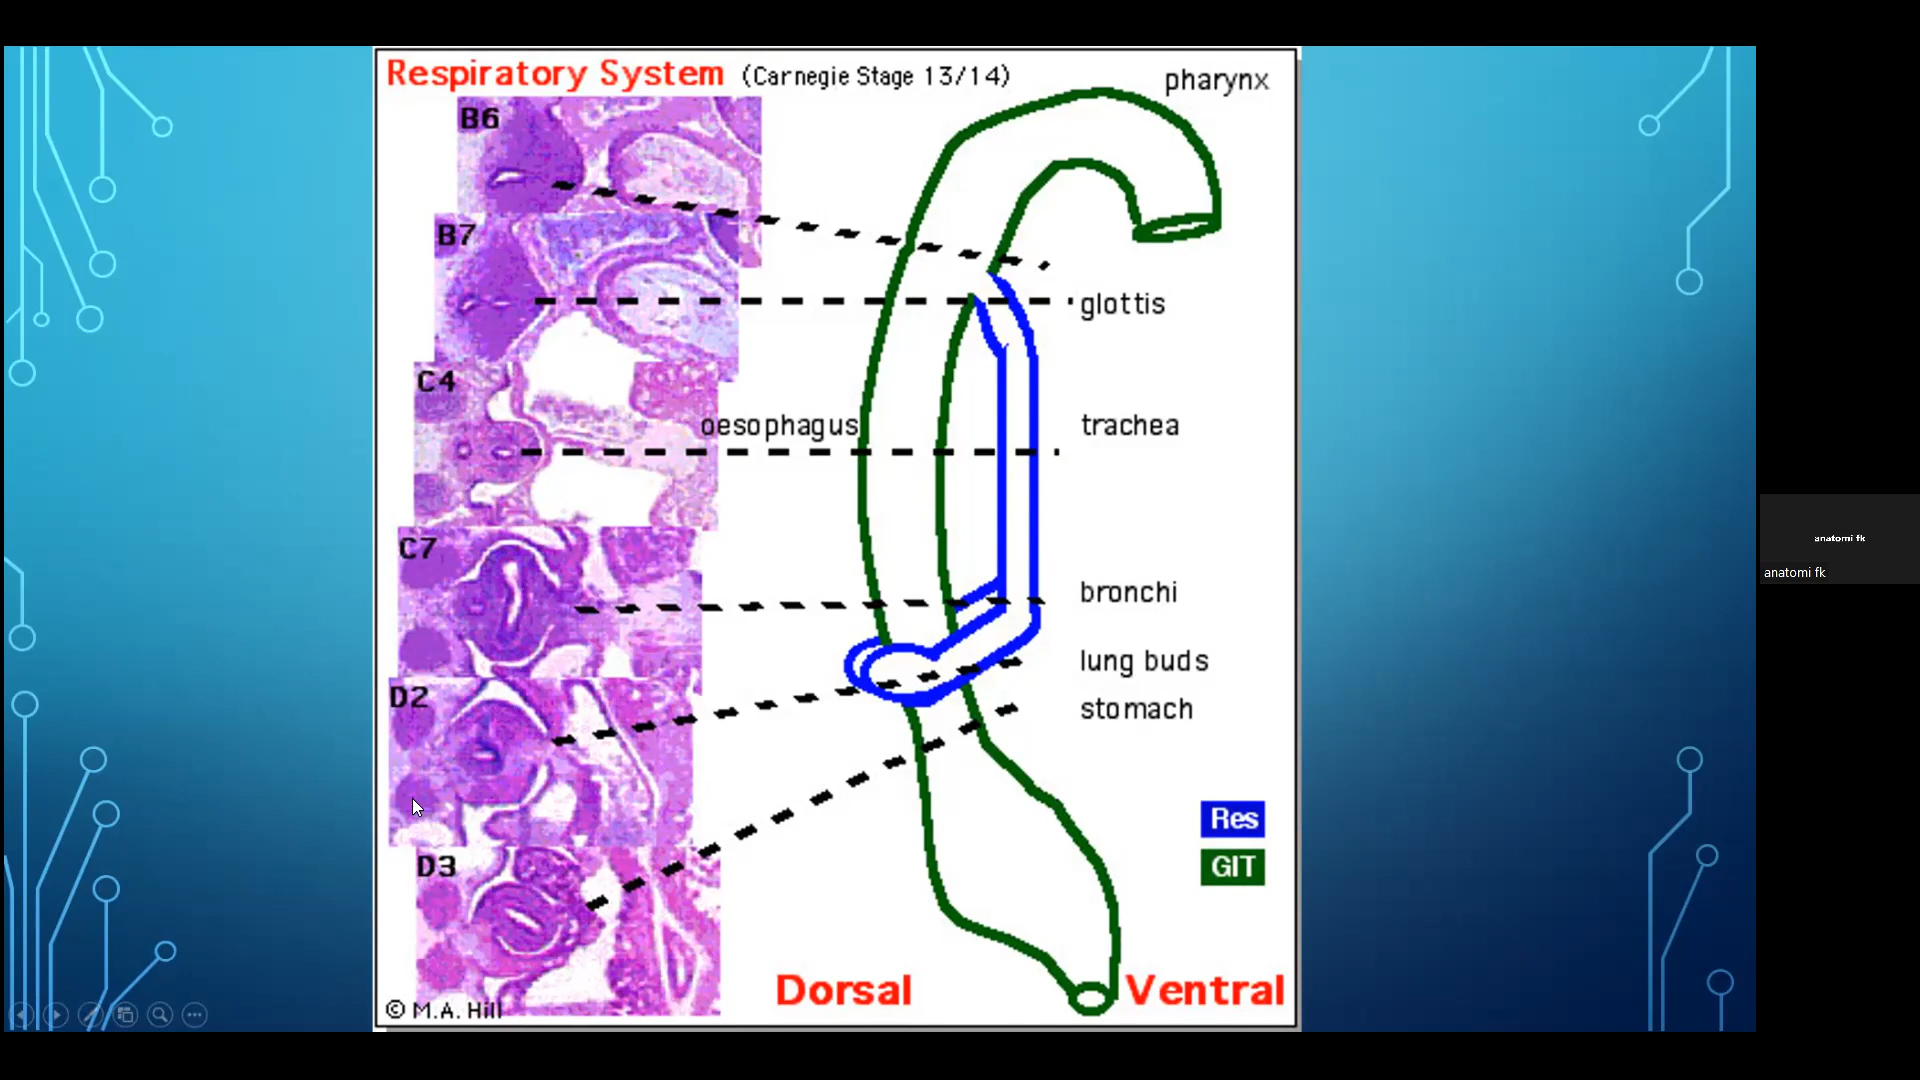 Respiratory System (Carnegie Stage 13/14)
pharynx
B6
B7
glottis
C4
oesophagus
trachea
C7
bronchi
lung buds
D2
stomach
Res
GIT
D3
Dorsal
Ventral
© M.A. Hill
anatomi fk
anatomi fk